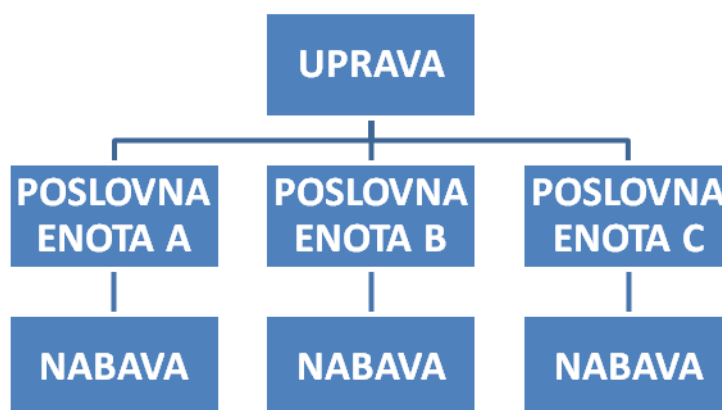 UPRAVA
POSLOVNA
ENOTA A
POSLOVNA
ENOTA B
POSLOVNA
ENOTA C
NABAVA
NABAVA
NABAVA